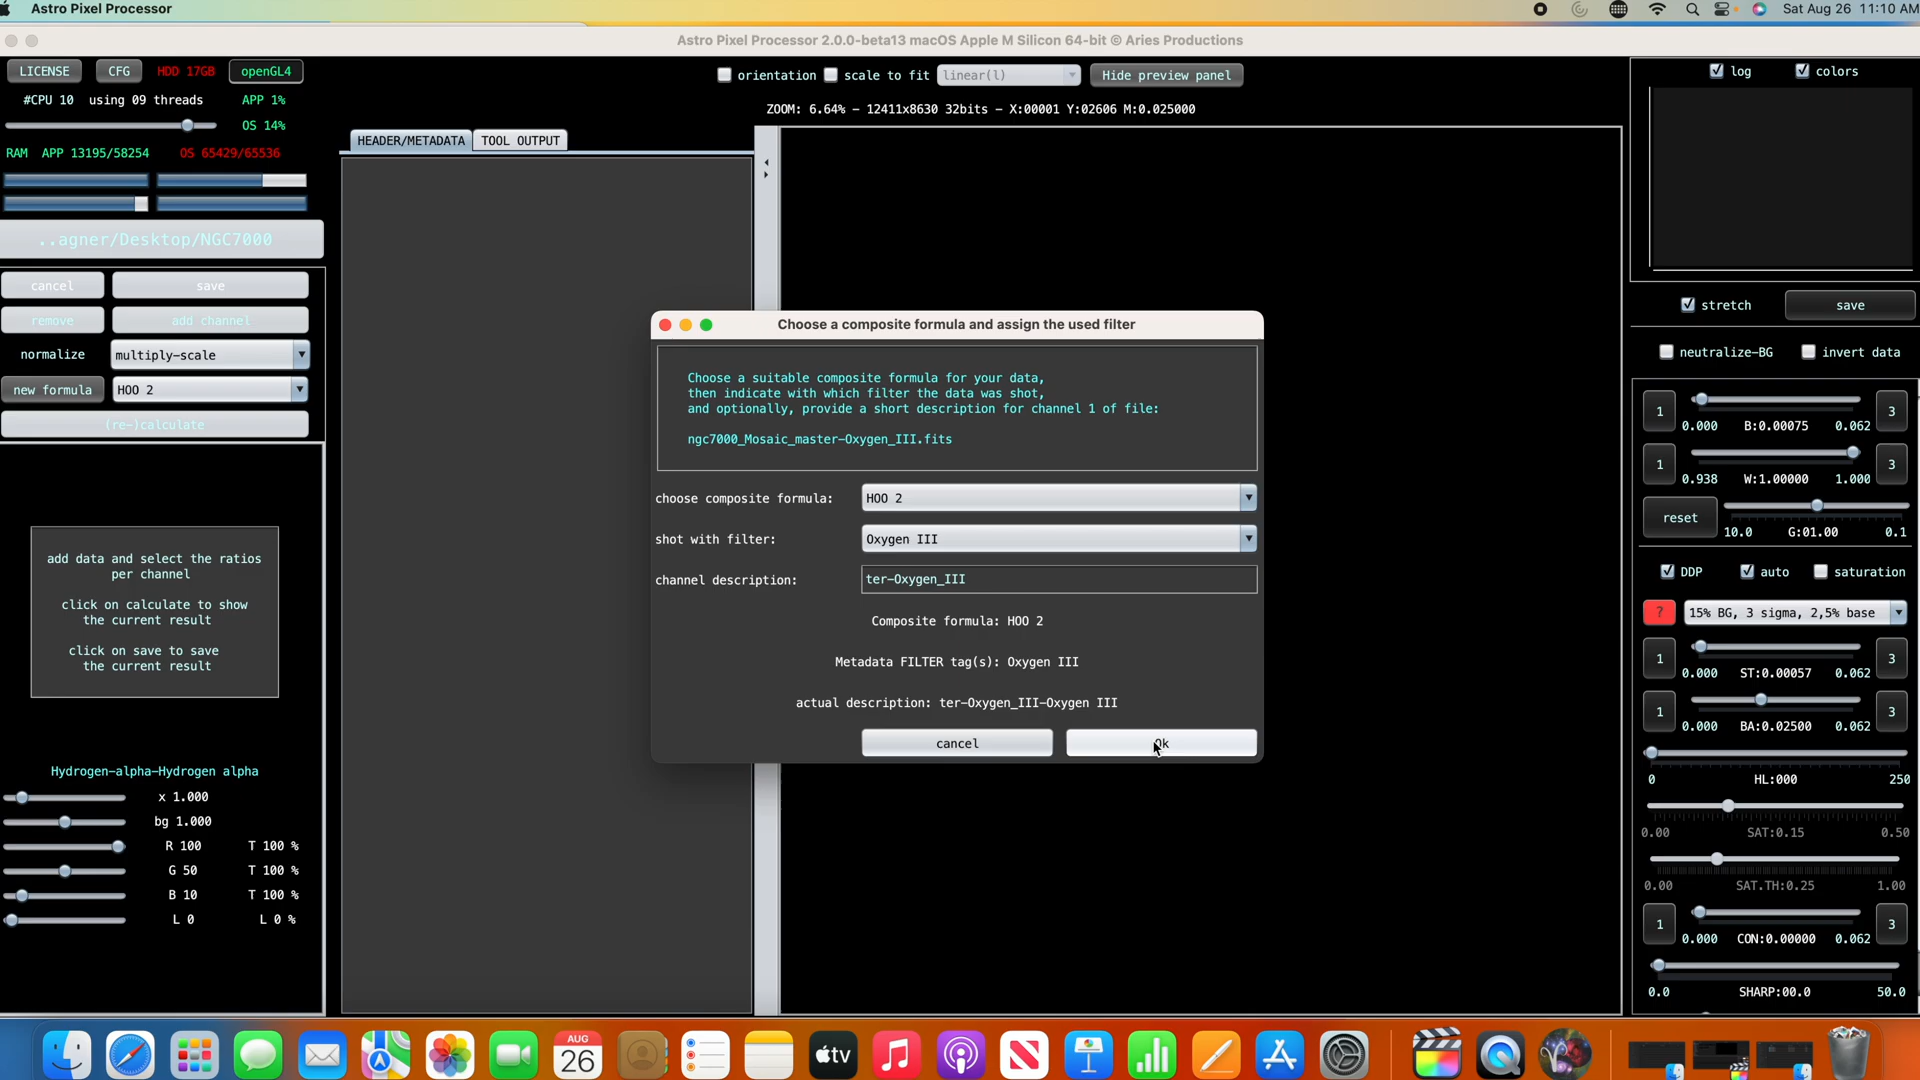 Astro Pixel Processor
Sat Aug 26 11:10 AM
Astro Pixel Processor 2.0.0-beta13 macOS Apple M Silicon 64-bit © Aries Productions
LICENSE CFG HDD 17GB openGL4
#CPU 10 using 09 threads APP 1%
OS 14%
RAM APP 13195/58254 OS 65429/65536
..agner/Desktop/NGC7000
cancel save
remove add channel
normalize multiply-scale
new formula HOO 2
(re-)calculate
add data and select the ratios
per channel
click on calculate to show
the current result
click on save to save
the current result
Hydrogen-alpha-Hydrogen alpha
x 1.000
bg 1.000
R 100 T 100 %
G 50 T 100 %
B 10 T 100 %
L 0 L 0 %
HEADER/METADATA TOOL OUTPUT
orientation scale to fit linear(l) Hide preview panel
ZOOM: 6.64% - 12411x8630 32bits - X:00001 Y:02606 M:0.025000
Choose a composite formula and assign the used filter
Choose a suitable composite formula for your data,
then indicate with which filter the data was shot,
and optionally, provide a short description for channel 1 of file:
ngc7000_Mosaic_master-Oxygen_III.fits
choose composite formula: HOO 2
shot with filter: Oxygen III
channel description: ter-Oxygen_III
Composite formula: HOO 2
Metadata FILTER tag(s): Oxygen III
actual description: ter-Oxygen_III-Oxygen III
cancel Ok
log colors
stretch save
neutralize-BG invert data
1 3
0.000 B:0.00075 0.062
1 3
0.938 W:1.00000 1.000
reset
10.0 G:01.00 0.1
DDP auto saturation
? 15% BG, 3 sigma, 2,5% base
1 3
0.000 ST:0.00057 0.062
1 3
0.000 BA:0.02500 0.062
0 HL:000 250
0.00 SAT:0.15 0.50
0.00 SAT.TH:0.25 1.00
1 3
0.000 CON:0.00000 0.062
0.0 SHARP:00.0 50.0
AUG
26
tv